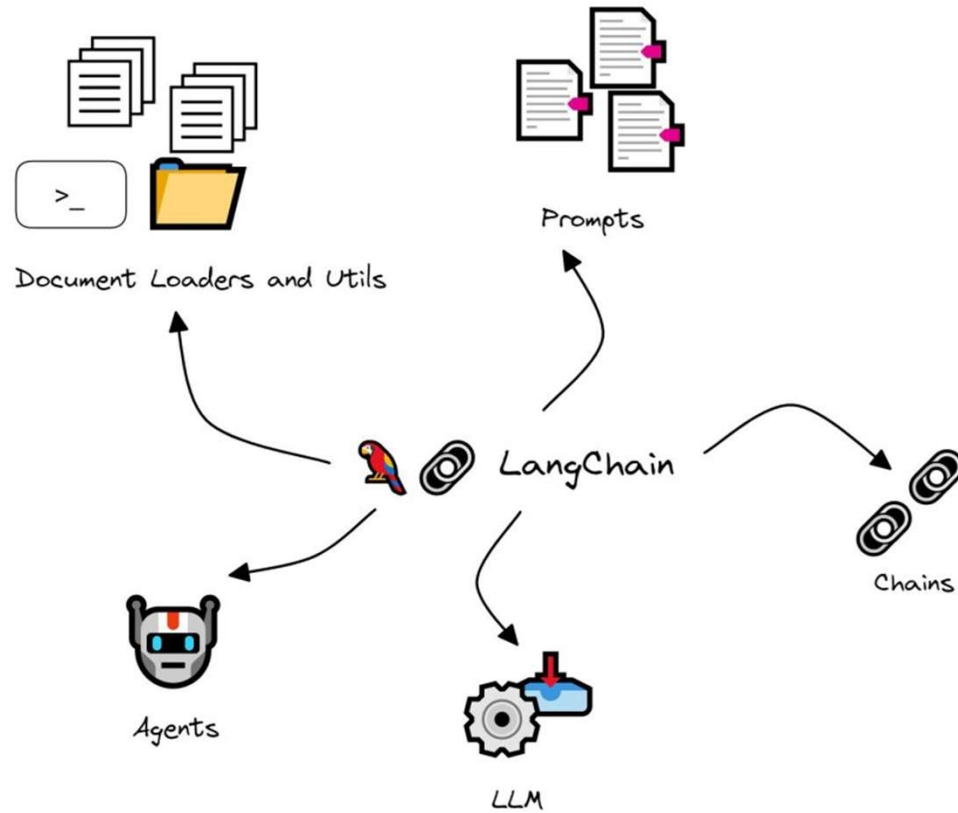 >_
Prompts
Document Loaders and Utils
LangChain
Chains
Agents
LLM